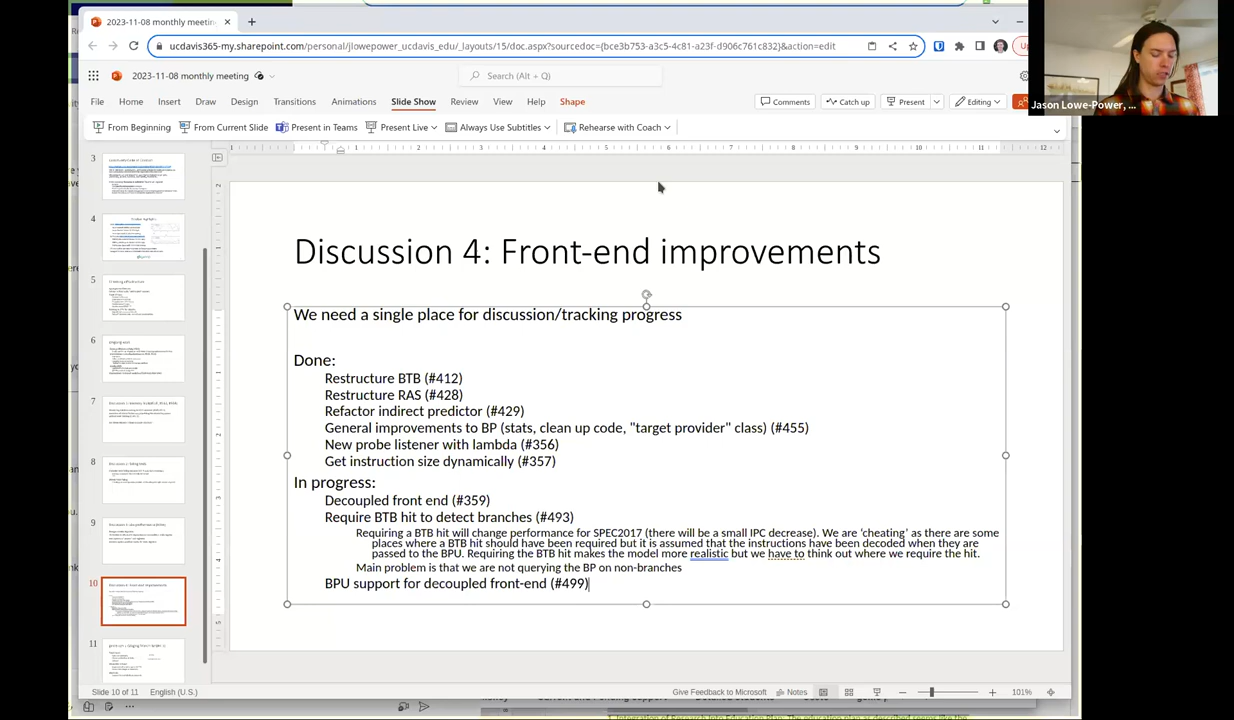 2023-11-08 monthly meetin
ucdavis365-my.sharepoint.com/personal/jlowepower_ucdavis_edu/_layouts/15/doc.aspx?sourcedoc={bce3b753-a3c5-4c81-a23f-d906c761c832}&action=edit
Jason Lowe-Power, ...
2023-11-08 monthly meeting
Search (Alt + Q)
File Home Insert Draw Design Transitions Animations Slide Show Review View Help Shape
Comments Catch up Present Editing
From Beginning From Current Slide Present in Teams Present Live Always Use Subtitles Rehearse with Coach
3
4
5
6
7
8
9
10
11
Discussion 4: Front-end improvements
We need a single place for discussion/tracking progress
Done:
Restructure BTB (#412)
Restructure RAS (#428)
Refactor indirect predictor (#429)
General improvements to BP (stats, clean up code, "target provider" class) (#455)
New probe listener with lambda (#356)
Get instruction size dynamically (#357)
In progress:
Decoupled front end (#359)
Require BTB hit to detect branches (#493)
Requiring a BTB hit will change performance for SPEC2017 (there will be a small IPC decrease). We are ‘cheating’ as there are some
places where a BTB hit should have been required but it is assumed that the instructions have been decoded when they are
passed to the BPU. Requiring the BTB hit makes the model more realistic but we have to think out where we require the hit.
Main problem is that we are not querying the BP on non-branches
BPU support for decoupled front-end (#499)
Slide 10 of 11 English (U.S.) Give Feedback to Microsoft Notes 101%